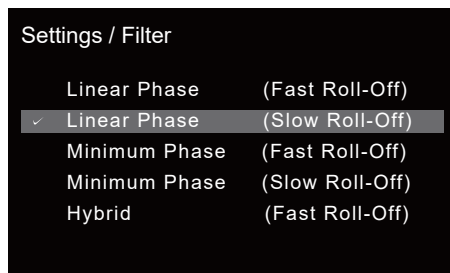 Settings / Filter
Linear Phase (Fast Roll-Off)
✓ Linear Phase (Slow Roll-Off)
Minimum Phase (Fast Roll-Off)
Minimum Phase (Slow Roll-Off)
Hybrid (Fast Roll-Off)